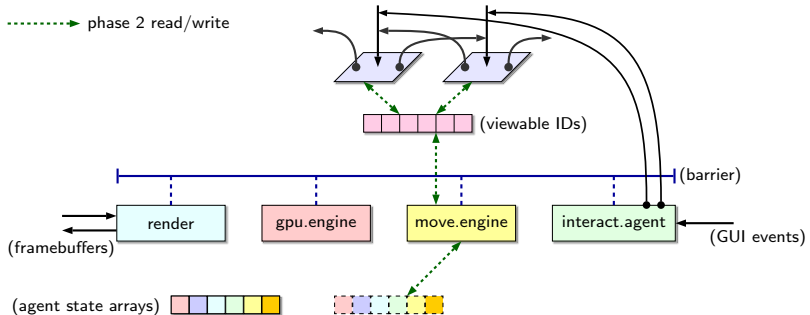 phase 2 read/write
(viewable IDs)
(barrier)
render
gpu.engine
move.engine
interact.agent
(framebuffers)
(GUI events)
(agent state arrays)